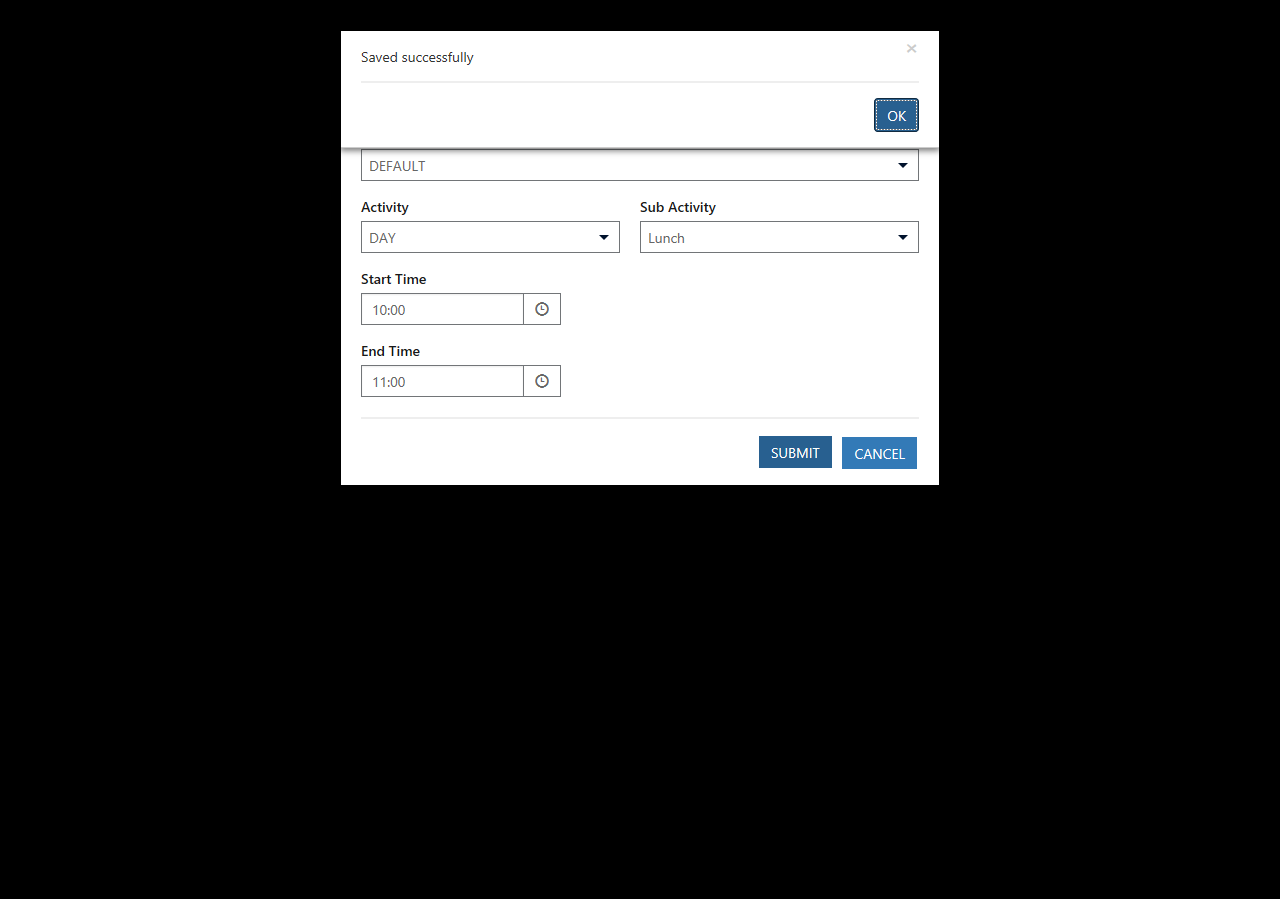 Saved successfully
×
OK
DEFAULT
Activity
Sub Activity
DAY
Lunch
Start Time
10:00
End Time
11:00
SUBMIT
CANCEL